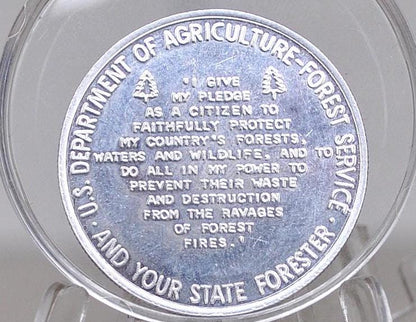 U.S. DEPARTMENT OF AGRICULTURE-FOREST SERVICE
· AND YOUR STATE FORESTER ·
"I GIVE
MY PLEDGE
AS A CITIZEN TO
FAITHFULLY PROTECT
MY COUNTRY'S FORESTS,
WATERS AND WILDLIFE, AND TO
DO ALL IN MY POWER TO
PREVENT THEIR WASTE
AND DESTRUCTION
FROM THE RAVAGES
OF FOREST
FIRES."